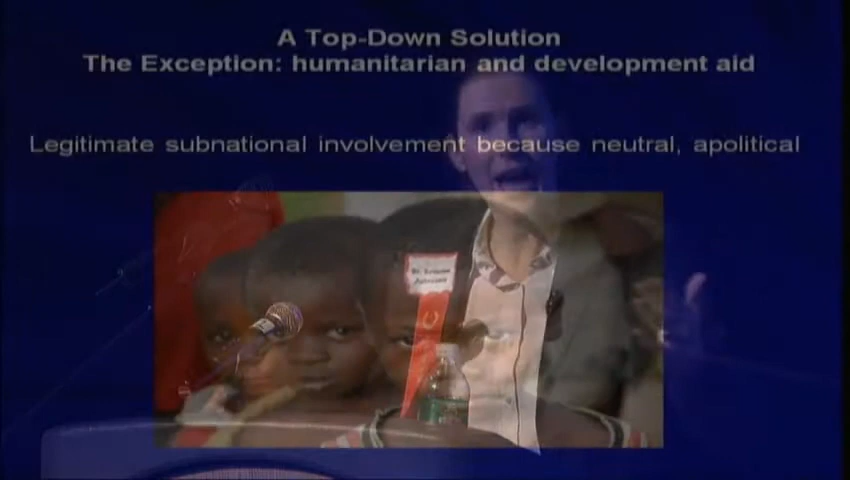 A Top-Down Solution
The Exception: humanitarian and development aid
Legitimate subnational involvement because neutral, apolitical